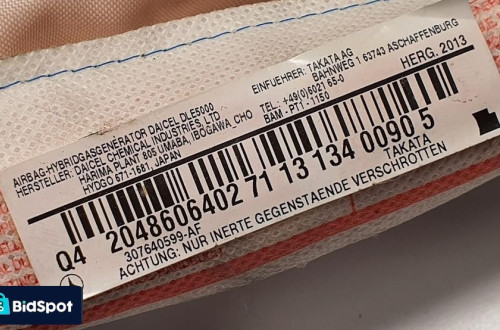 AIRBAG-HYBRIDGASGENERATOR DAICEL DLE5000
HERSTELLER: DAICEL CHEMICAL INDUSTRIES, LTD
HARIMA PLANT 805 UMABA, IBOGAWA CHO
HYOGO 671-1681, JAPAN
EINFUEHRER: TAKATA AG
BAHNWEG 1 63743 ASCHAFFENBURG
TEL.: +49(0)6021 65-0
BAM - PT1 - 1150
HERG. 2013
Q4 2048606402 71 13 134 0090 5
307640599-AF
TAKATA
ACHTUNG: NUR INERTE GEGENSTAENDE VERSCHROTTEN
BidSpot